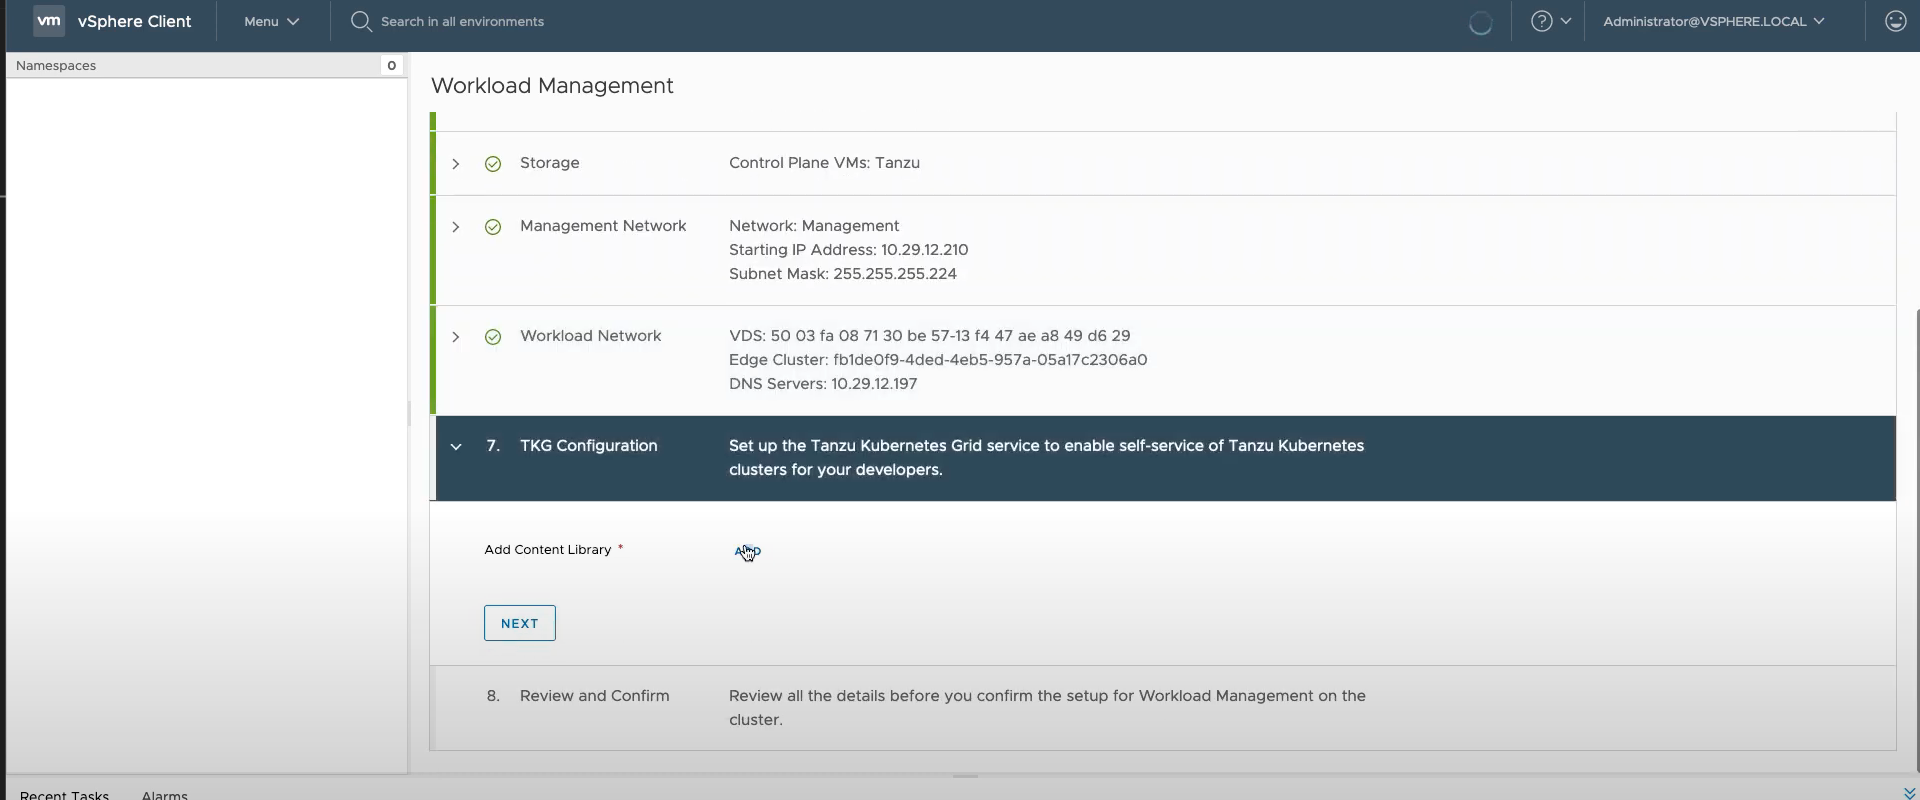 vm vSphere Client Menu Search in all environments Administrator@VSPHERE.LOCAL
Namespaces 0
Workload Management
Storage Control Plane VMs: Tanzu
Management Network Network: Management
Starting IP Address: 10.29.12.210
Subnet Mask: 255.255.255.224
Workload Network VDS: 50 03 fa 08 71 30 be 57-13 f4 47 ae a8 49 d6 29
Edge Cluster: fb1de0f9-4ded-4eb5-957a-05a17c2306a0
DNS Servers: 10.29.12.197
7. TKG Configuration Set up the Tanzu Kubernetes Grid service to enable self-service of Tanzu Kubernetes
clusters for your developers.
Add Content Library * ADD
NEXT
8. Review and Confirm Review all the details before you confirm the setup for Workload Management on the
cluster.
Recent Tasks Alarms